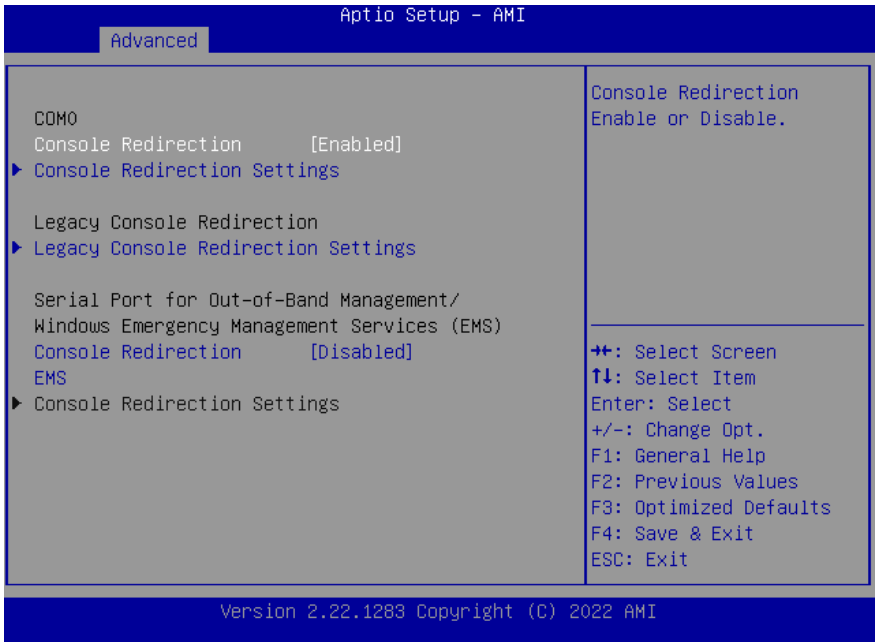 Aptio Setup - AMI
Advanced
COM0
Console Redirection [Enabled]
Console Redirection Settings
Legacy Console Redirection
Legacy Console Redirection Settings
Serial Port for Out-of-Band Management/
Windows Emergency Management Services (EMS)
Console Redirection [Disabled]
EMS
Console Redirection Settings
Console Redirection
Enable or Disable.
→←: Select Screen
↑↓: Select Item
Enter: Select
+/-: Change Opt.
F1: General Help
F2: Previous Values
F3: Optimized Defaults
F4: Save & Exit
ESC: Exit
Version 2.22.1283 Copyright (C) 2022 AMI